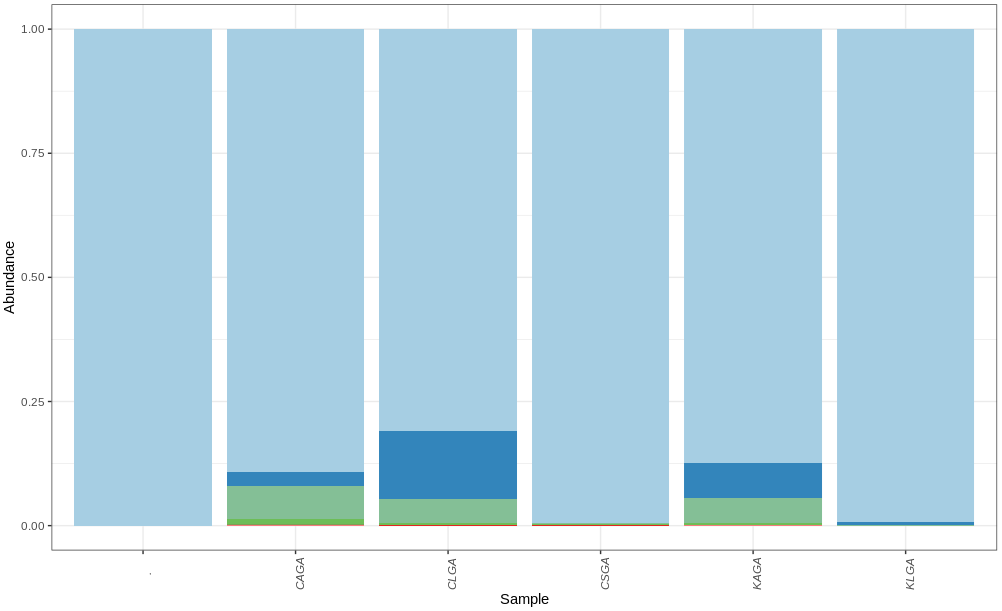 Abundance
1.00
0.75
0.50
0.25
0.00
.
CAGA
CLGA
CSGA
KAGA
KLGA
Sample